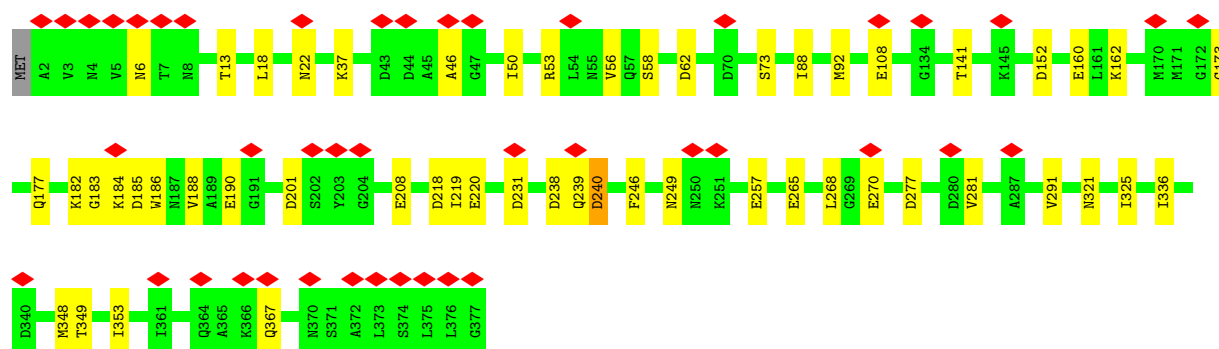 MET A2 V3 N4 V5 N6 T7 N8 T13 L18 N22 K37 D43 D44 A45 A46 G47 I50 R53 L54 N55 V56 Q57 S58 D62 D70 S73 I88 M92 E108 G134 T141 K145 D152 E160 L161 K162 M170 M171 G172
Q177 K182 G183 K184 D185 W186 N187 V188 A189 E190 G191 D201 S202 Y203 G204 E208 D218 I219 E220 D231 D238 Q239 D240 F246 N249 N250 K251 E257 E265 L268 G269 E270 D277 D280 V281 A287 V291 N321 I325 I336
D340 M348 T349 I353 I361 Q364 A365 K366 Q367 N370 S371 A372 L373 S374 L375 L376 G377